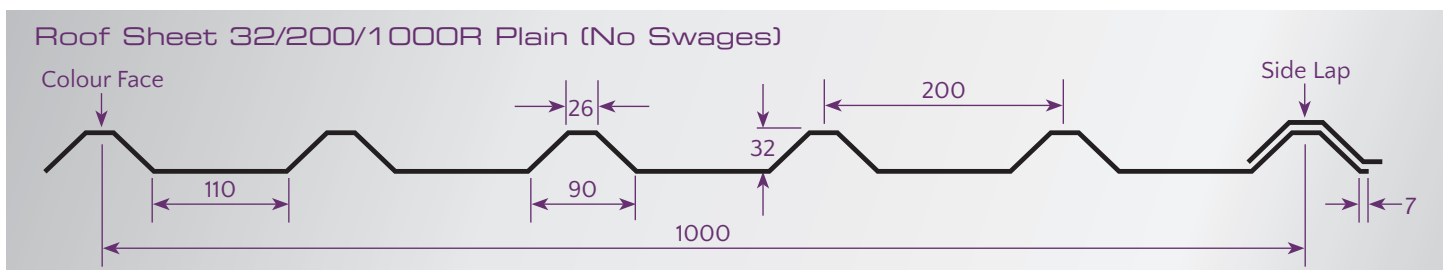 Roof Sheet 32/200/1000R Plain (No Swages)
Colour Face
Side Lap
26
200
32
110
90
7
1000